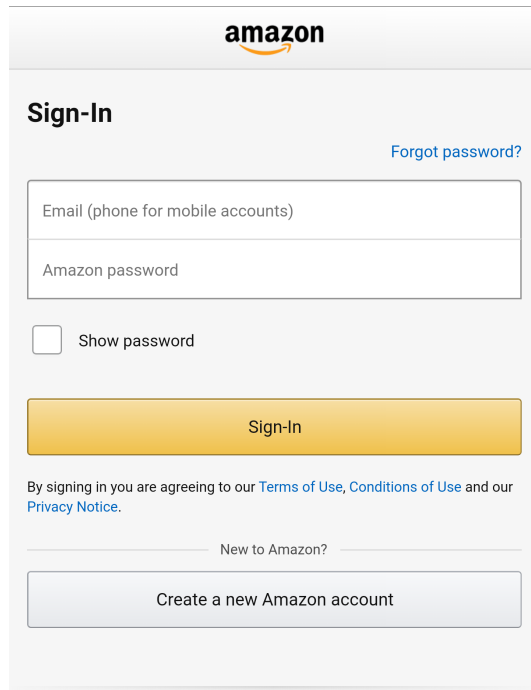 amazon
Sign-In
Forgot password?
Email (phone for mobile accounts)
Amazon password
Show password
Sign-In
By signing in you are agreeing to our Terms of Use, Conditions of Use and our
Privacy Notice.
New to Amazon?
Create a new Amazon account